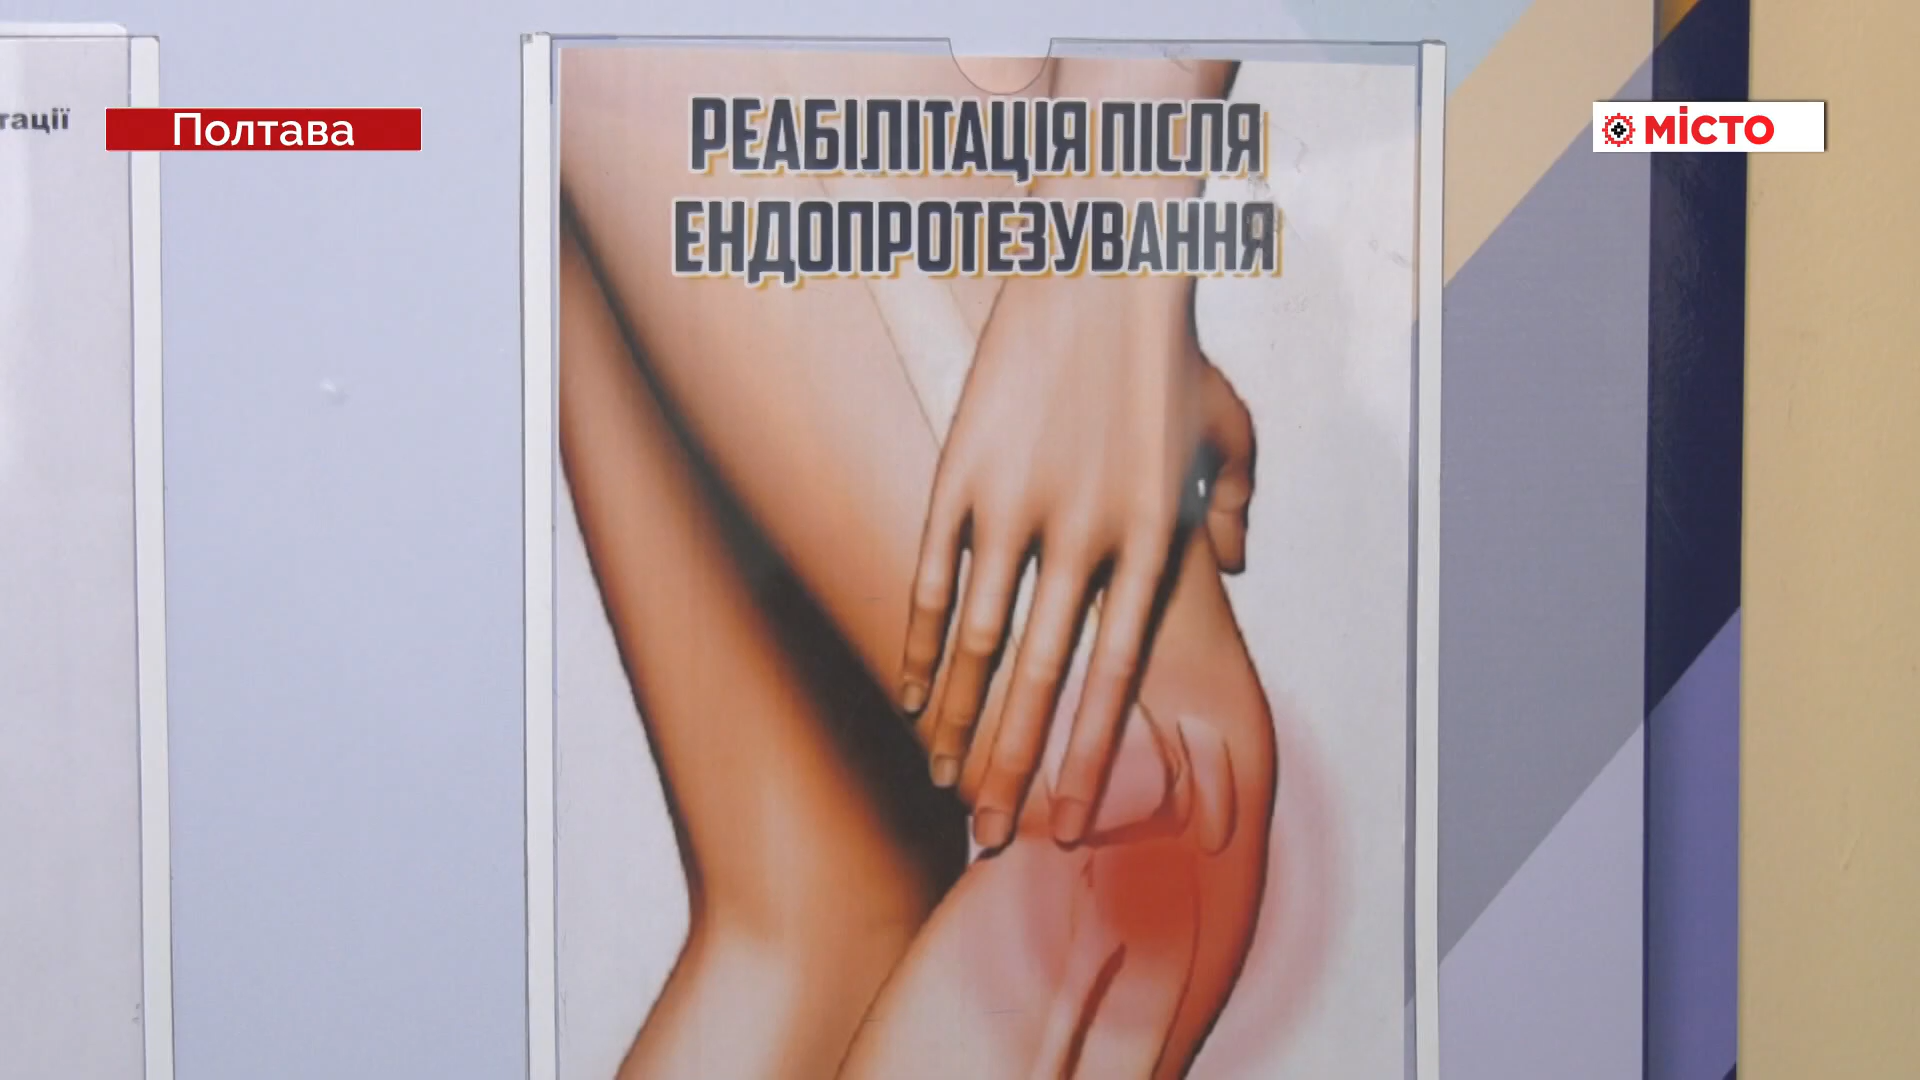 Полтава
МІСТО
РЕАБІЛІТАЦІЯ ПІСЛЯ
ЕНДОПРОТЕЗУВАННЯ